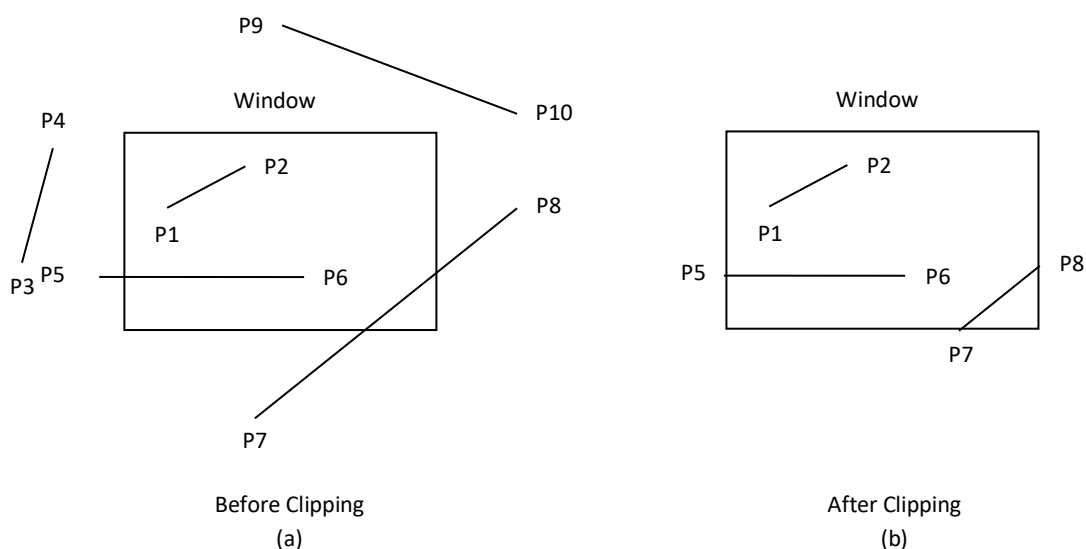 P9
Window
P10
P4
P2
P8
P1
P3 P5
P6
P7
Before Clipping
(a)
Window
P2
P1
P5
P6
P8
P7
After Clipping
(b)